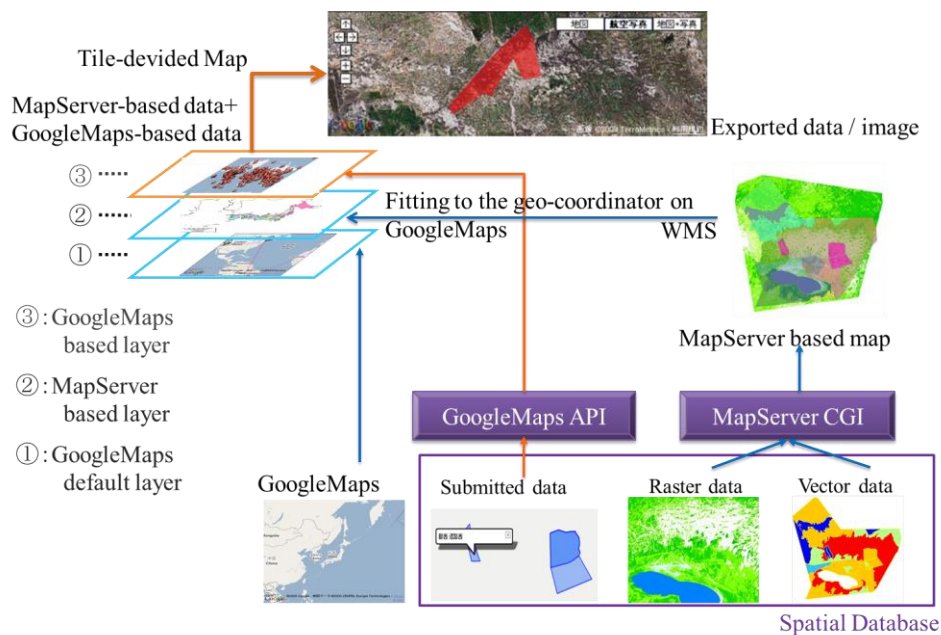 Tile-devided Map
地図
航空写真
地図+写真
MapServer-based data+
GoogleMaps-based data
Exported data / image
③ ·····
② ·····
① ·····
Fitting to the geo-coordinator on
GoogleMaps
WMS
③: GoogleMaps
based layer
②: MapServer
based layer
①: GoogleMaps
default layer
MapServer based map
GoogleMaps API
MapServer CGI
GoogleMaps
Submitted data
Raster data
Vector data
Spatial Database